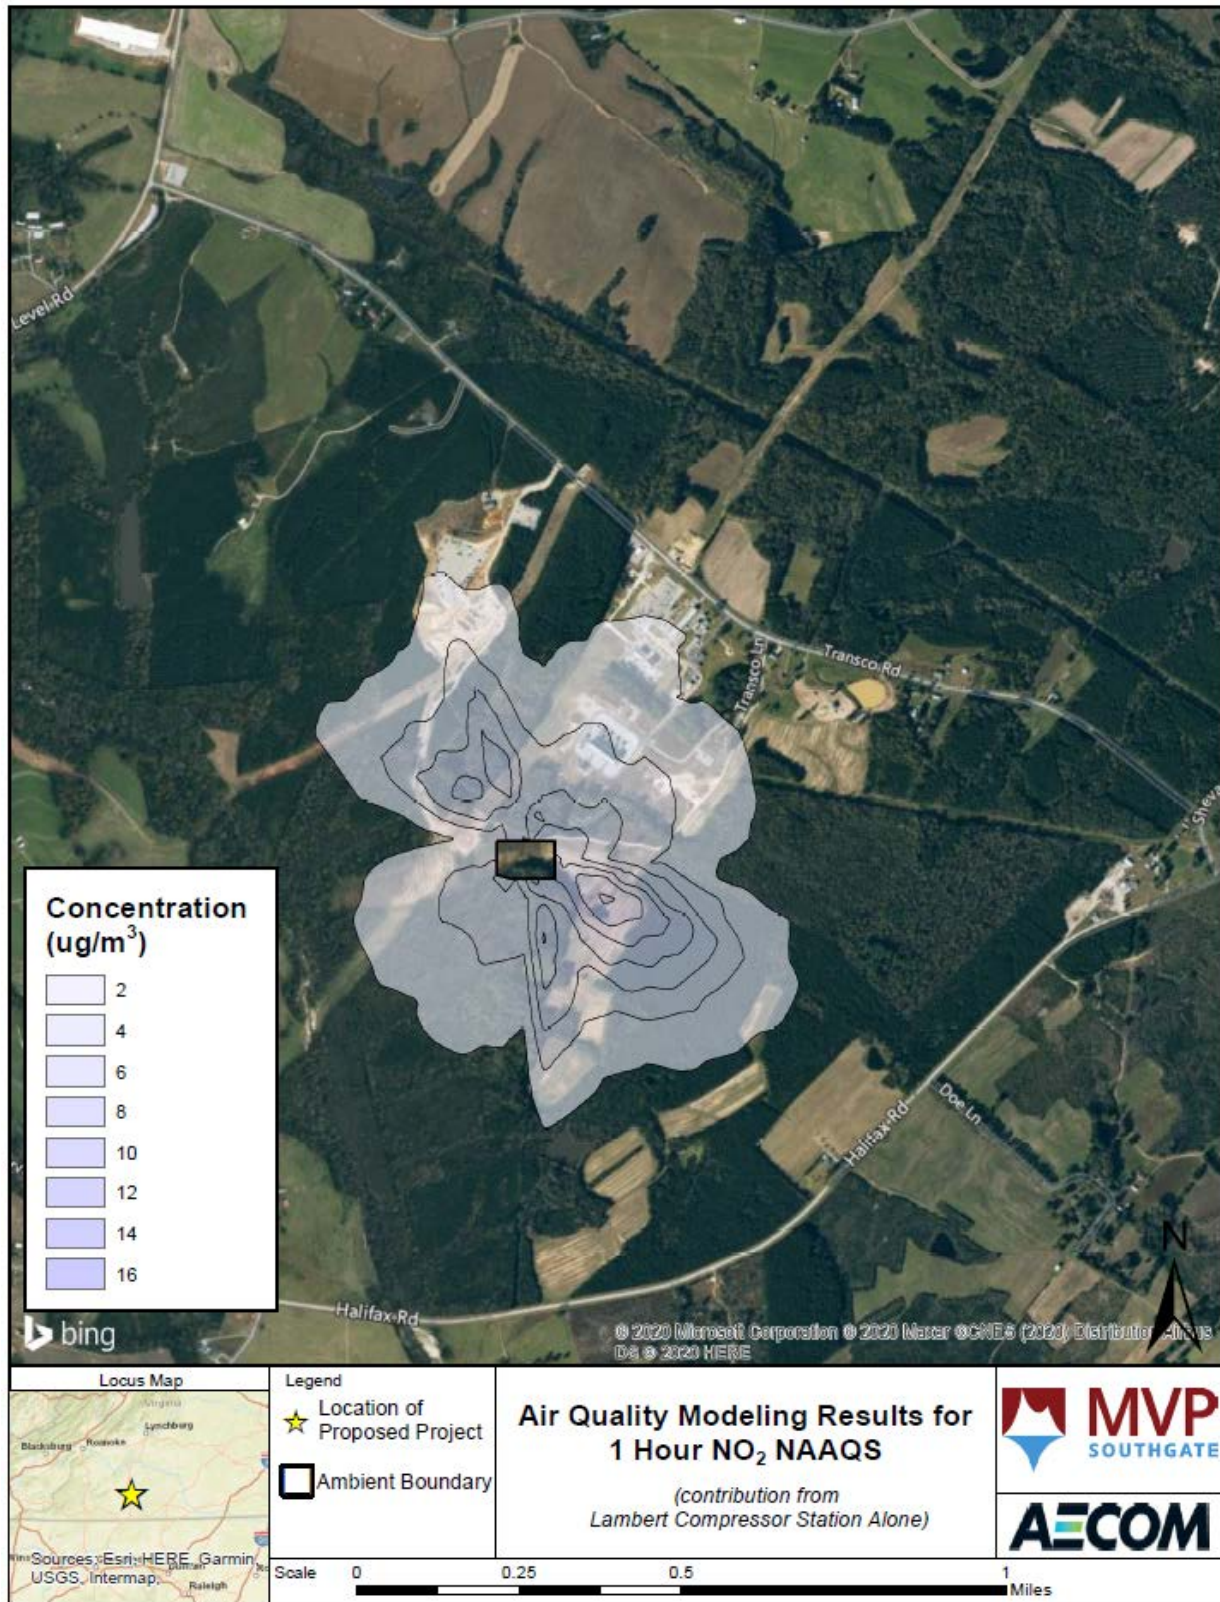 Level Rd
Transco Ln
Transco Rd
Halifax Rd
Doe Ln
Halifax Rd
Concentration
(ug/m³)
2
4
6
8
10
12
14
16
N
bing
© 2020 Microsoft Corporation © 2020 Maxar ©CNES (2020) Distribution Airbus
DS © 2020 HERE
Locus Map
Virginia
Lynchburg
Blacksburg
Roanoke
Raleigh
Sources: Esri, HERE, Garmin,
USGS, Intermap,
Legend
Location of
Proposed Project
Ambient Boundary
Air Quality Modeling Results for
1 Hour NO₂ NAAQS
(contribution from
Lambert Compressor Station Alone)
MVP
SOUTHGATE
AECOM
Scale
0
0.25
0.5
1
Miles